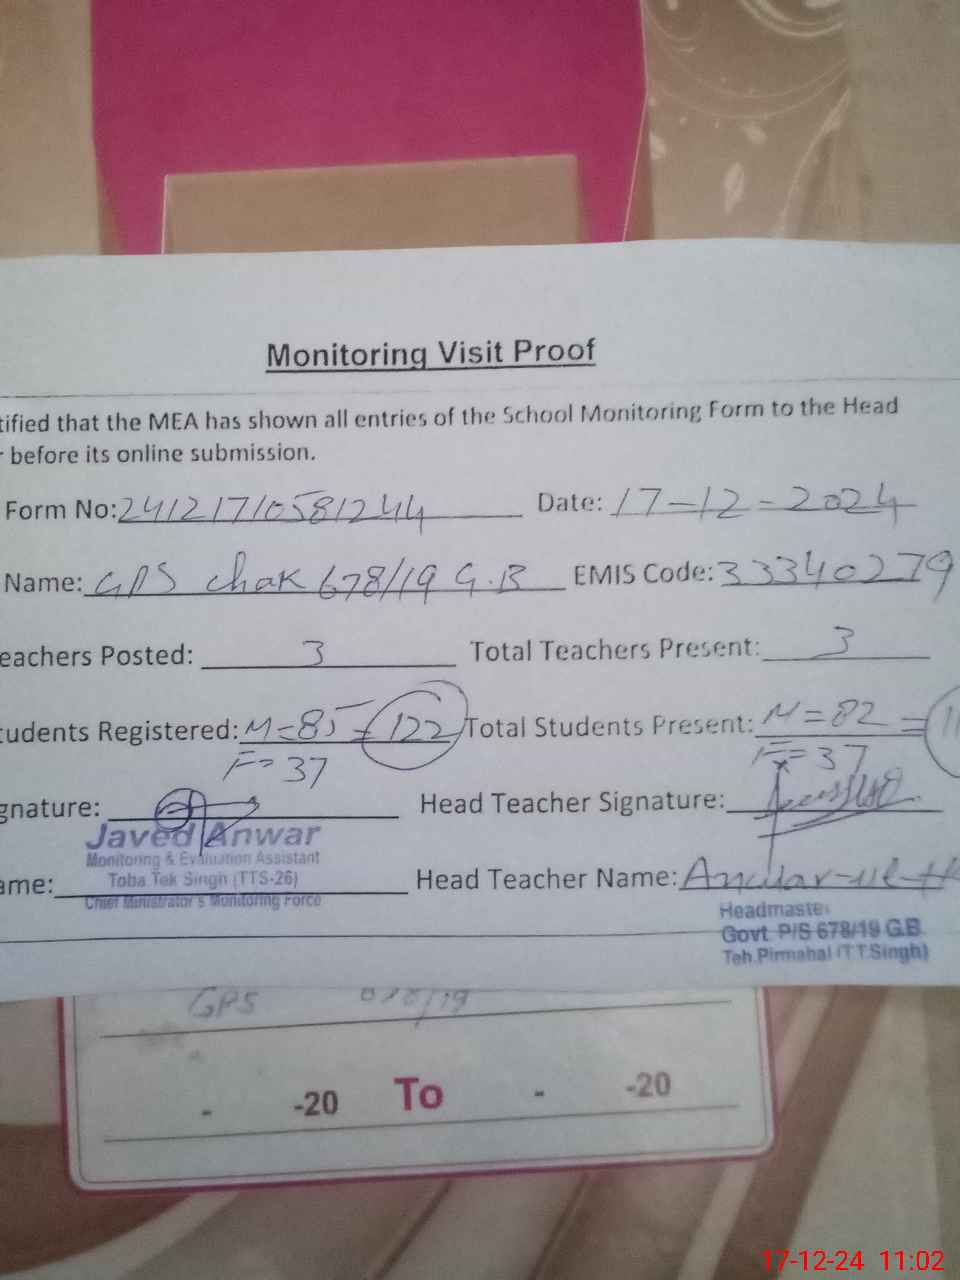 Monitoring Visit Proof
tified that the MEA has shown all entries of the School Monitoring Form to the Head
r before its online submission.
Form No: 24121710581244 Date: 17-12-2024
Name: GPS Chak 678/19 G.B EMIS Code: 33340279
eachers Posted: 3 Total Teachers Present: 3
tudents Registered: M=85 = 122 Total Students Present: M=82 =
F=37 F=37
gnature: Head Teacher Signature:
Javed Anwar
Monitoring & Evaluation Assistant
Toba Tek Singh (TTS-26)
Chief Ministrator's Monitoring Force
ame: Head Teacher Name: Anwar-ul-H
Headmaster
Govt. P/S 678/19 G.B.
Teh.Pirmahal (T.T.Singh)
GPS 678/19
- -20 To - -20
17-12-24 11:02